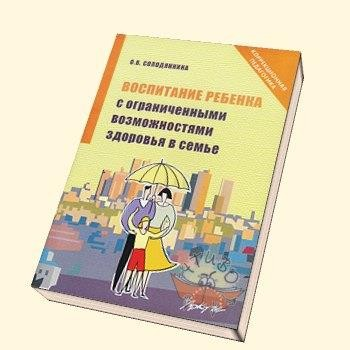 О.В. СОЛОДЯНКИНА
КОРРЕКЦИОННАЯ
ПЕДАГОГИКА
ВОСПИТАНИЕ РЕБЕНКА
С ОГРАНИЧЕННЫМИ
ВОЗМОЖНОСТЯМИ
ЗДОРОВЬЯ В СЕМЬЕ